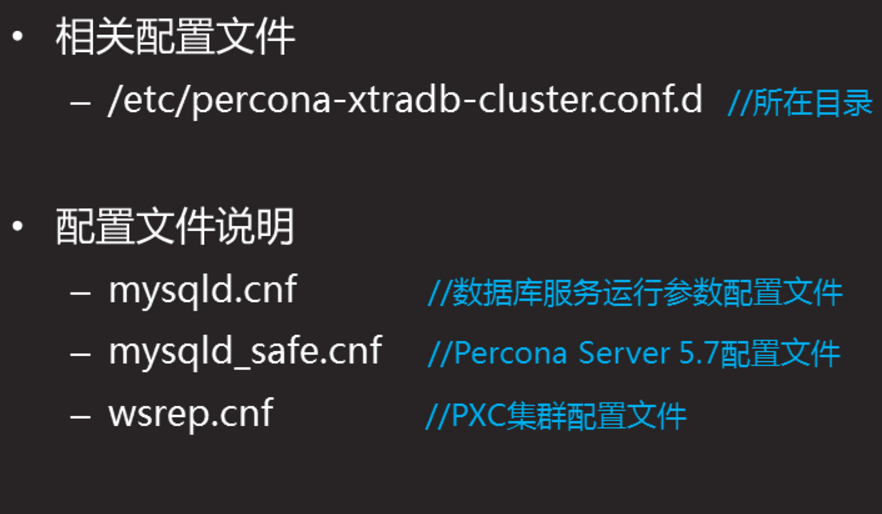 • 相关配置文件
– /etc/percona-xtradb-cluster.conf.d //所在目录
• 配置文件说明
– mysqld.cnf //数据库服务运行参数配置文件
– mysqld_safe.cnf //Percona Server 5.7配置文件
– wsrep.cnf //PXC集群配置文件